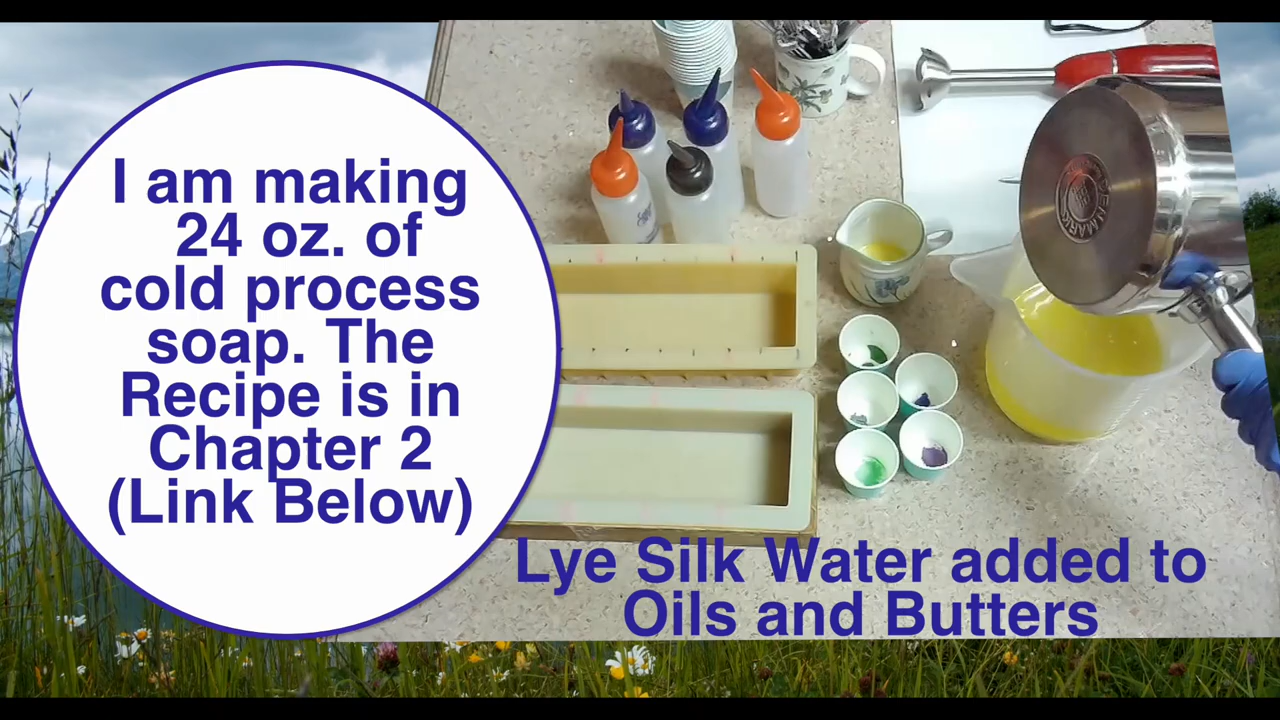 I am making
24 oz. of
cold process
soap. The
Recipe is in
Chapter 2
(Link Below)
Lye Silk Water added to
Oils and Butters